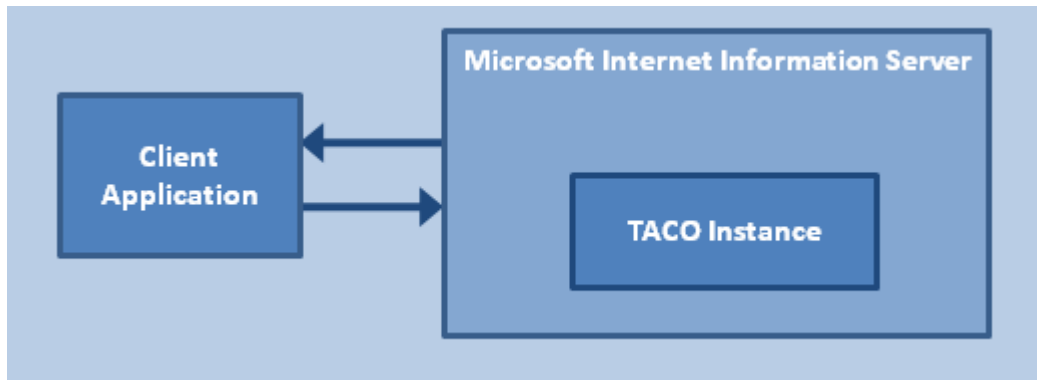 Microsoft Internet Information Server
Client
Application
TACO Instance